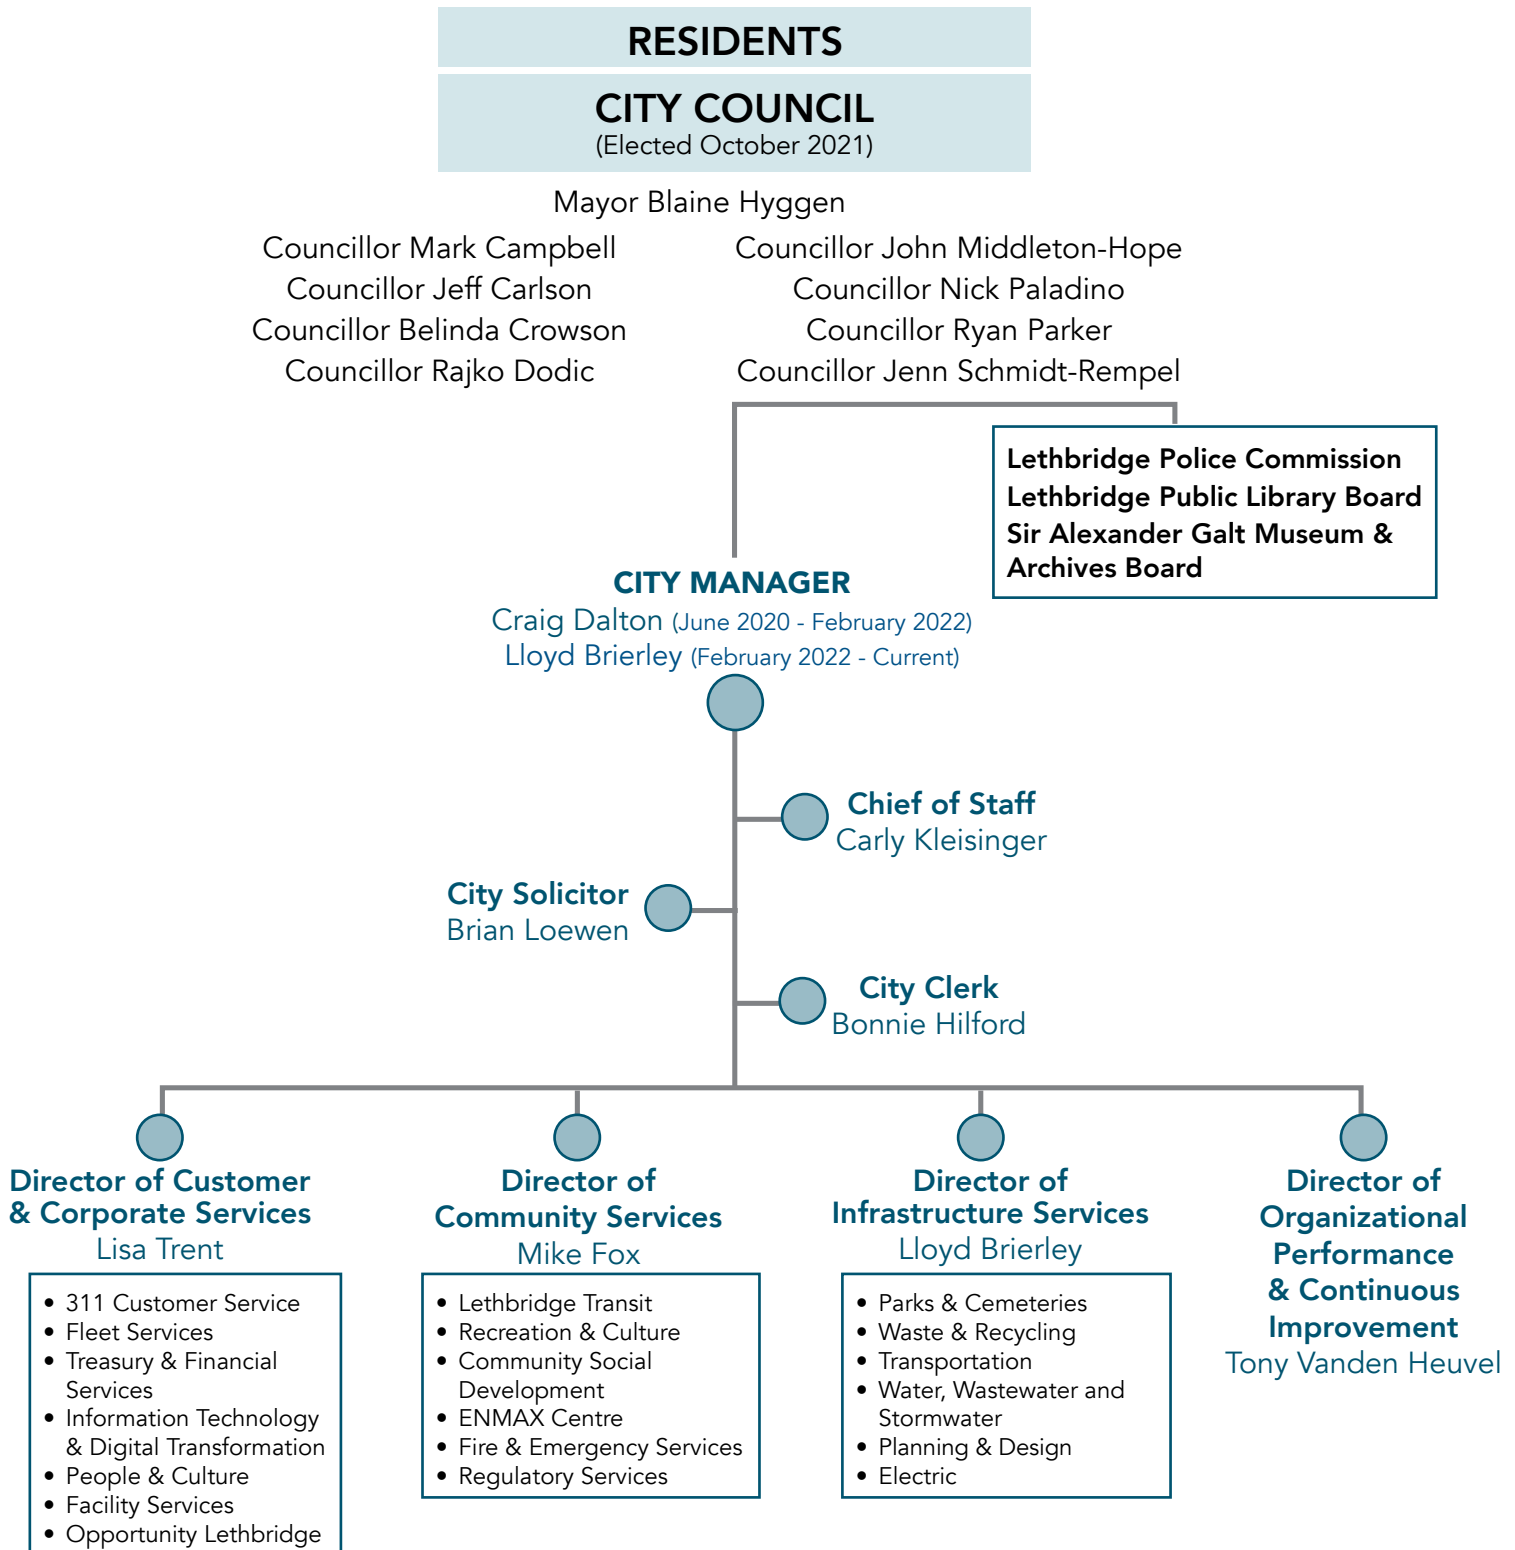 RESIDENTS
CITY COUNCIL
(Elected October 2021)
Mayor Blaine Hyggen
Councillor Mark Campbell
Councillor Jeff Carlson
Councillor Belinda Crowson
Councillor Rajko Dodic
Councillor John Middleton-Hope
Councillor Nick Paladino
Councillor Ryan Parker
Councillor Jenn Schmidt-Rempel
Lethbridge Police Commission
Lethbridge Public Library Board
Sir Alexander Galt Museum &
Archives Board
CITY MANAGER
Craig Dalton (June 2020 - February 2022)
Lloyd Brierley (February 2022 - Current)
Chief of Staff
Carly Kleisinger
City Solicitor
Brian Loewen
City Clerk
Bonnie Hilford
Director of Customer
& Corporate Services
Lisa Trent
• 311 Customer Service
• Fleet Services
• Treasury & Financial
Services
• Information Technology
& Digital Transformation
• People & Culture
• Facility Services
• Opportunity Lethbridge
Director of
Community Services
Mike Fox
• Lethbridge Transit
• Recreation & Culture
• Community Social
Development
• ENMAX Centre
• Fire & Emergency Services
• Regulatory Services
Director of
Infrastructure Services
Lloyd Brierley
• Parks & Cemeteries
• Waste & Recycling
• Transportation
• Water, Wastewater and
Stormwater
• Planning & Design
• Electric
Director of
Organizational
Performance
& Continuous
Improvement
Tony Vanden Heuvel